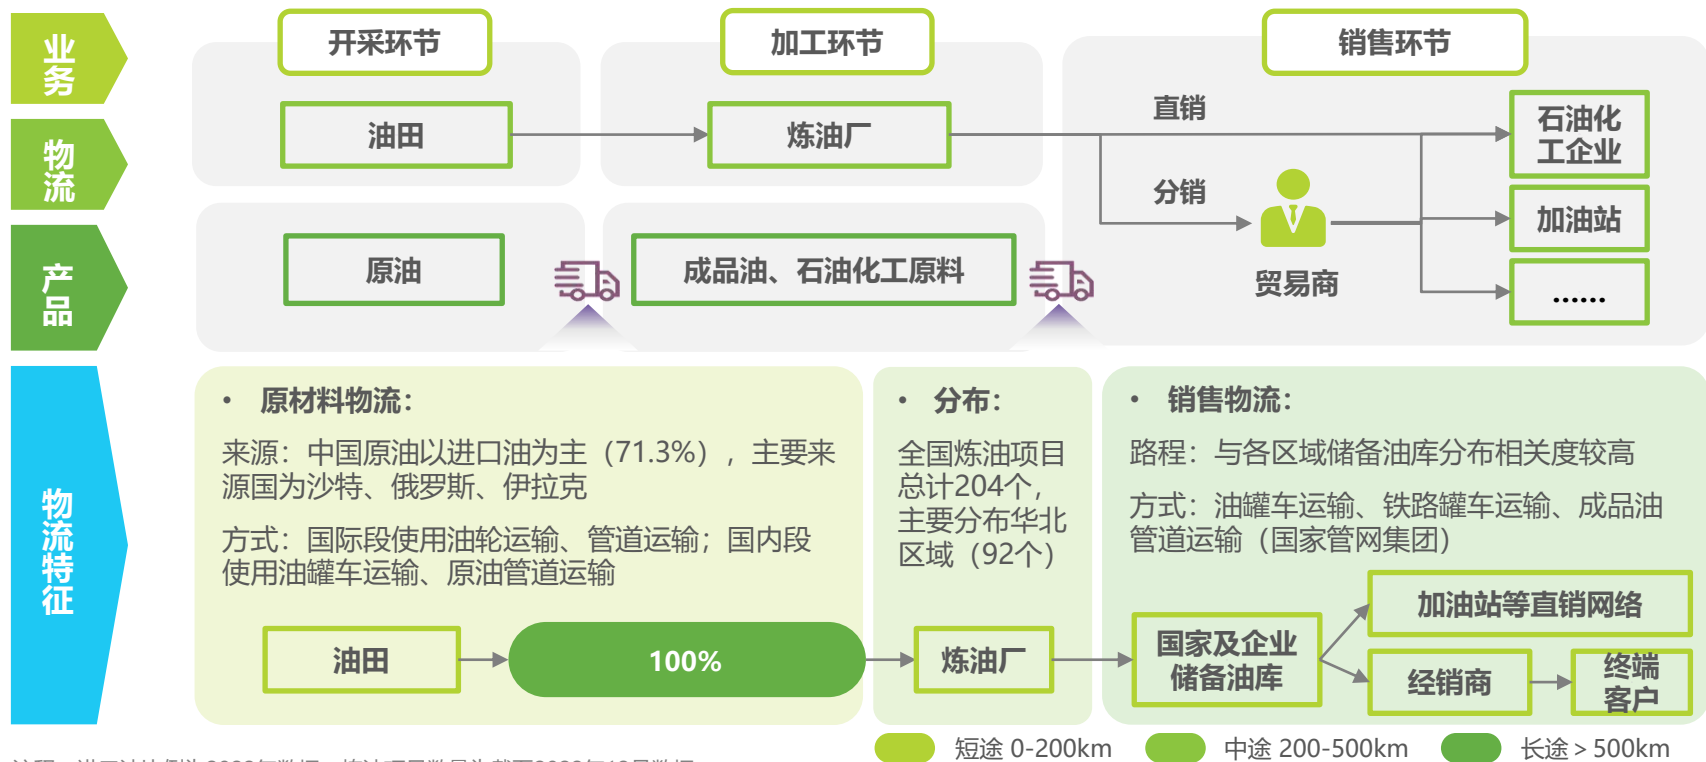 业务
物流
产品
物流特征
开采环节
加工环节
销售环节
油田
炼油厂
直销
分销
贸易商
石油化
工企业
加油站
……
原油
成品油、石油化工原料
• 原材料物流：
来源：中国原油以进口油为主（71.3%），主要来
源国为沙特、俄罗斯、伊拉克
方式：国际段使用油轮运输、管道运输；国内段
使用油罐车运输、原油管道运输
油田
100%
• 分布：
全国炼油项目
总计204个，
主要分布华北
区域（92个）
炼油厂
• 销售物流：
路程：与各区域储备油库分布相关度较高
方式：油罐车运输、铁路罐车运输、成品油
管道运输（国家管网集团）
国家及企业
储备油库
加油站等直销网络
经销商
终端
客户
短途 0-200km
中途 200-500km
长途＞500km